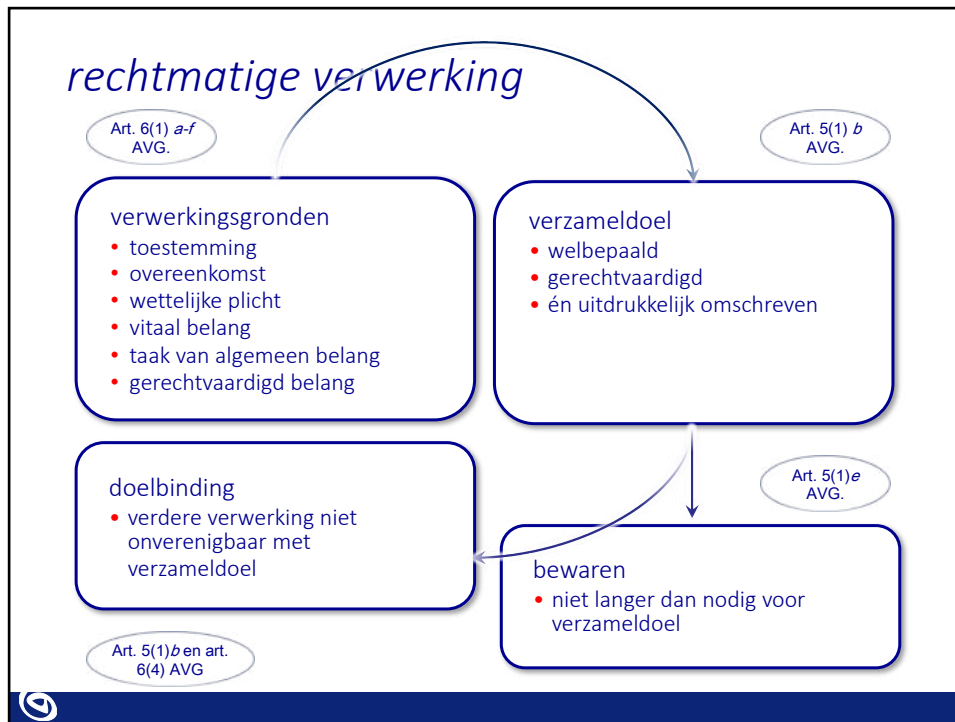 rechtmatige verwerking
Art. 6(1) a-f
AVG.
Art. 5(1) b
AVG.
verwerkingsgronden
• toestemming
• overeenkomst
• wettelijke plicht
• vitaal belang
• taak van algemeen belang
• gerechtvaardigd belang
verzameldoel
• welbepaald
• gerechtvaardigd
• én uitdrukkelijk omschreven
doelbinding
• verdere verwerking niet
onverenigbaar met
verzameldoel
Art. 5(1)b en art.
6(4) AVG
Art. 5(1)e
AVG.
bewaren
• niet langer dan nodig voor
verzameldoel